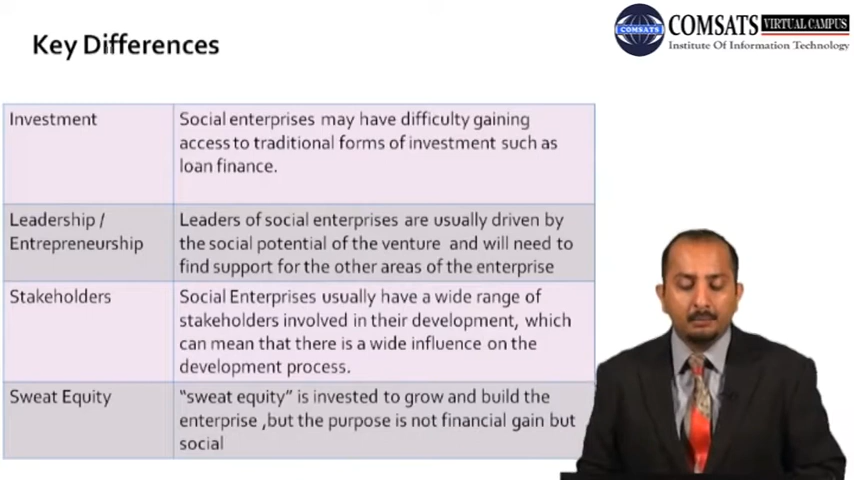 Key Differences
COMSATS
COMSATS VIRTUAL CAMPUS
Institute Of Information Technology
Investment
Social enterprises may have difficulty gaining
access to traditional forms of investment such as
loan finance.
Leadership /
Entrepreneurship
Leaders of social enterprises are usually driven by
the social potential of the venture and will need to
find support for the other areas of the enterprise
Stakeholders
Social Enterprises usually have a wide range of
stakeholders involved in their development, which
can mean that there is a wide influence on the
development process.
Sweat Equity
“sweat equity” is invested to grow and build the
enterprise ,but the purpose is not financial gain but
social